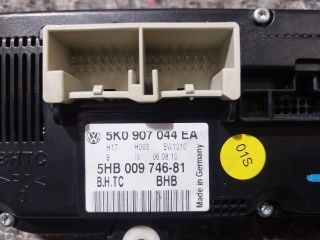 5K0 907 044 EA
H17 H003 SW1010
9 06.08.10
5HB 009 746-81
B.H.TC BHB
Made in Germany
01S
BHTC